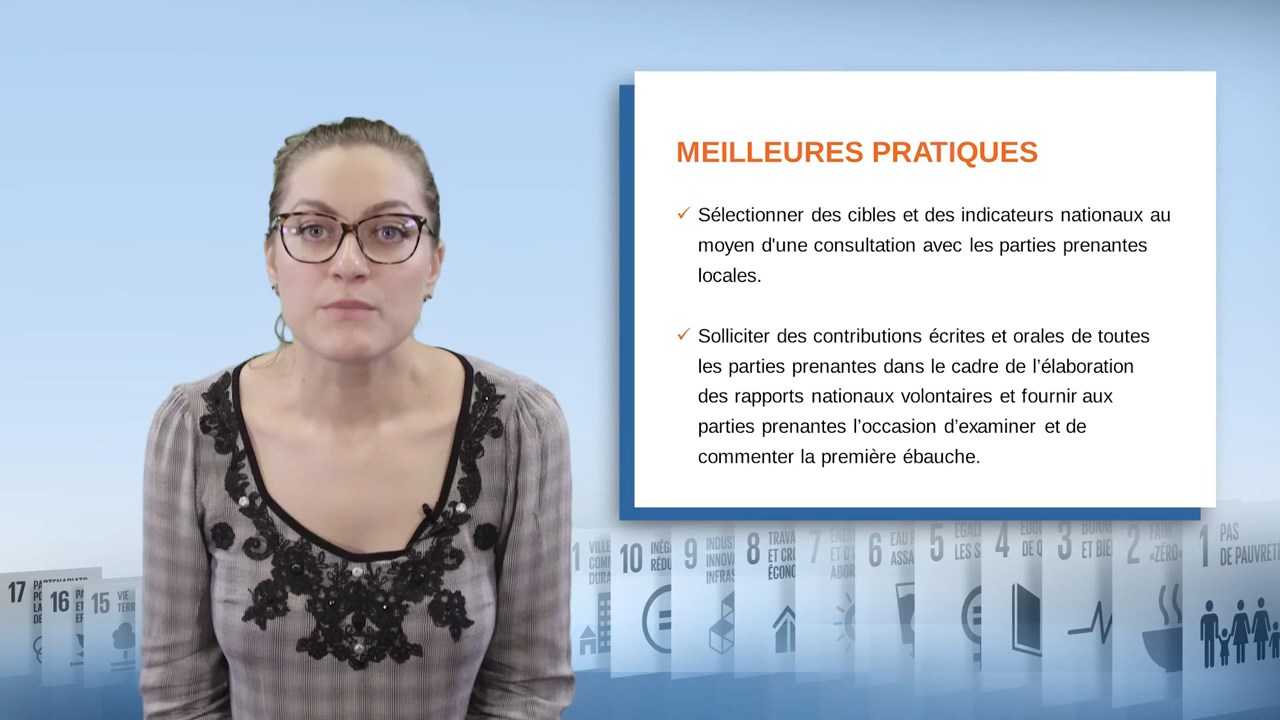 MEILLEURES PRATIQUES
✓ Sélectionner des cibles et des indicateurs nationaux au
moyen d'une consultation avec les parties prenantes
locales.
✓ Solliciter des contributions écrites et orales de toutes
les parties prenantes dans le cadre de l’élaboration
des rapports nationaux volontaires et fournir aux
parties prenantes l’occasion d’examiner et de
commenter la première ébauche.
17
16
15 VIE
10
9
8
7
6
5
4
3
2
«ZÉRO»
1 PAS
DE PAUVRETÉ